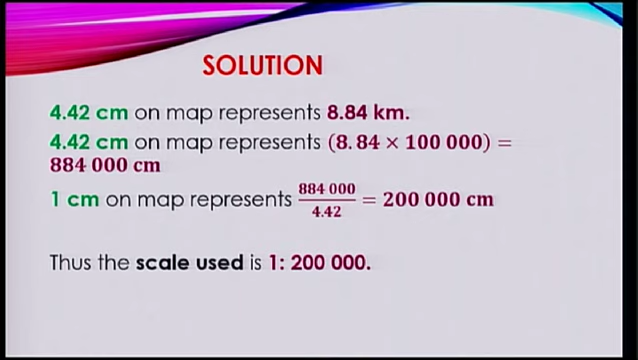 SOLUTION
4.42 cm on map represents 8.84 km.
4.42 cm on map represents (8.84 × 100 000) =
884 000 cm
1 cm on map represents 884 000/4.42 = 200 000 cm
Thus the scale used is 1: 200 000.